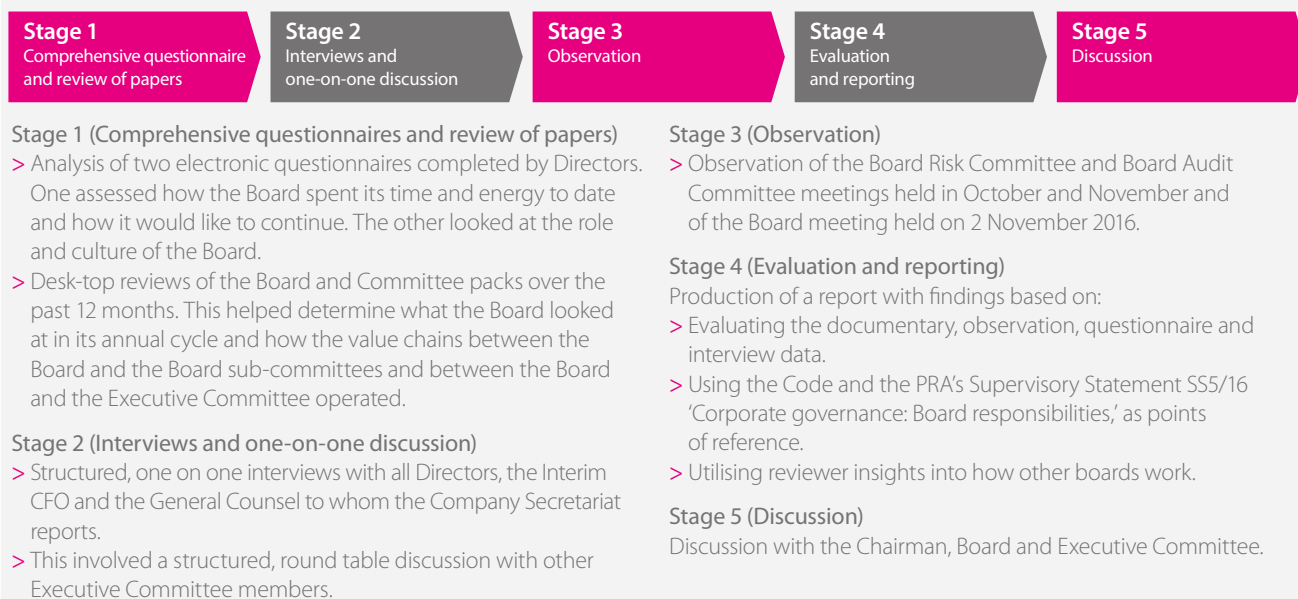 Stage 1
Comprehensive questionnaire
and review of papers
Stage 2
Interviews and
one-on-one discussion
Stage 3
Observation
Stage 4
Evaluation
and reporting
Stage 5
Discussion
Stage 1 (Comprehensive questionnaires and review of papers)
> Analysis of two electronic questionnaires completed by Directors.
One assessed how the Board spent its time and energy to date
and how it would like to continue. The other looked at the role
and culture of the Board.
> Desk-top reviews of the Board and Committee packs over the
past 12 months. This helped determine what the Board looked
at in its annual cycle and how the value chains between the
Board and the Board sub-committees and between the Board
and the Executive Committee operated.
Stage 2 (Interviews and one-on-one discussion)
> Structured, one on one interviews with all Directors, the Interim
CFO and the General Counsel to whom the Company Secretariat
reports.
> This involved a structured, round table discussion with other
Executive Committee members.
Stage 3 (Observation)
> Observation of the Board Risk Committee and Board Audit
Committee meetings held in October and November and
of the Board meeting held on 2 November 2016.
Stage 4 (Evaluation and reporting)
Production of a report with findings based on:
> Evaluating the documentary, observation, questionnaire and
interview data.
> Using the Code and the PRA's Supervisory Statement SS5/16
'Corporate governance: Board responsibilities,' as points
of reference.
> Utilising reviewer insights into how other boards work.
Stage 5 (Discussion)
Discussion with the Chairman, Board and Executive Committee.